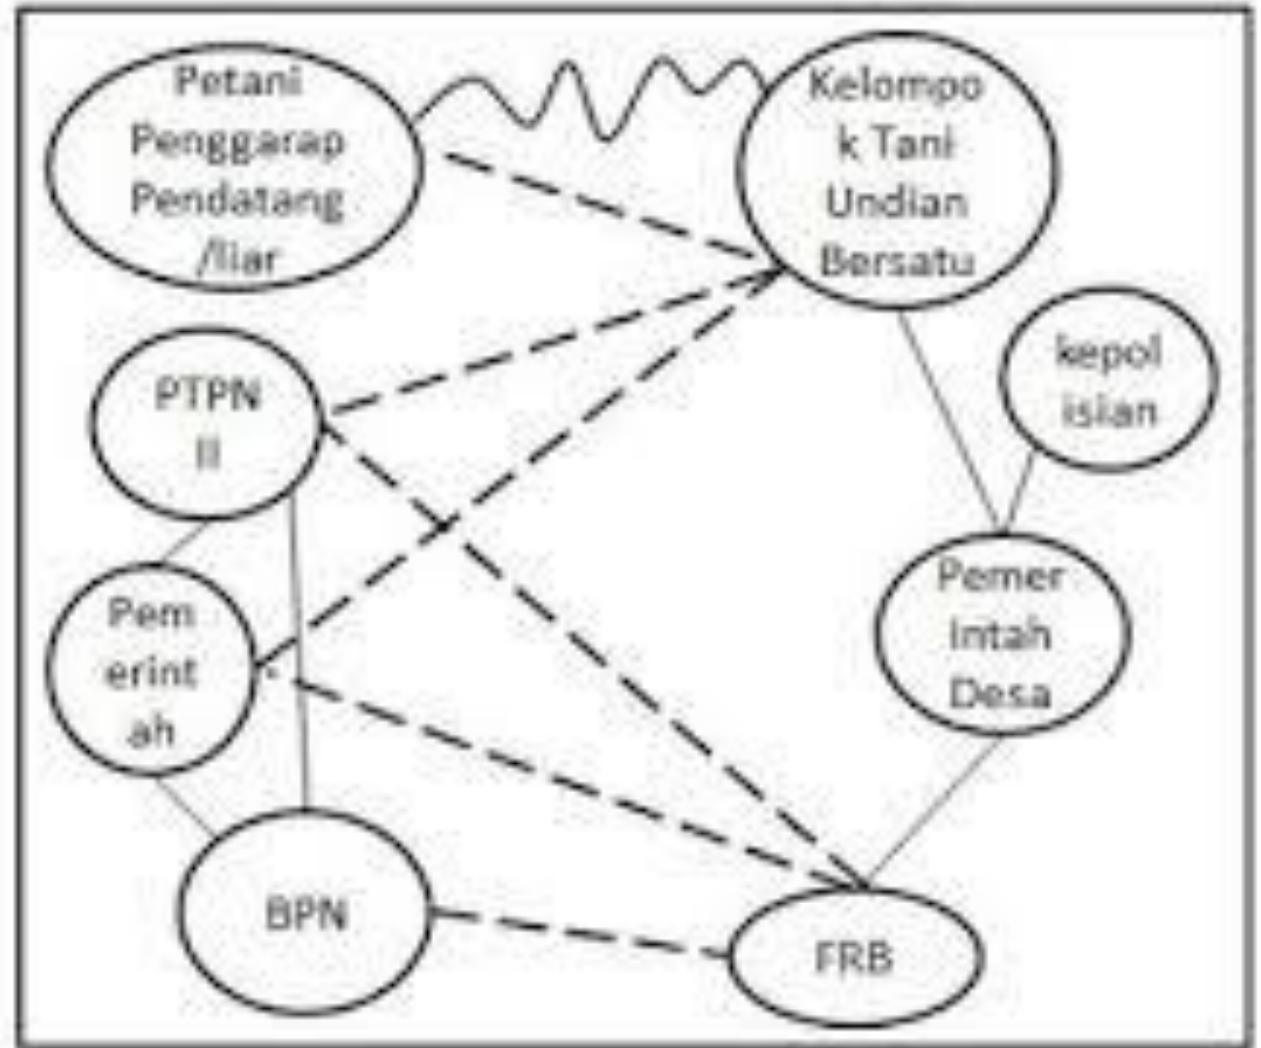 Petani
Penggarap
Pendatang
/liar
Kelompo
k Tani
Undian
Bersatu
kepol
isian
PTPN
II
Pemer
intah
Desa
Pem
erint
ah
BPN
FRB